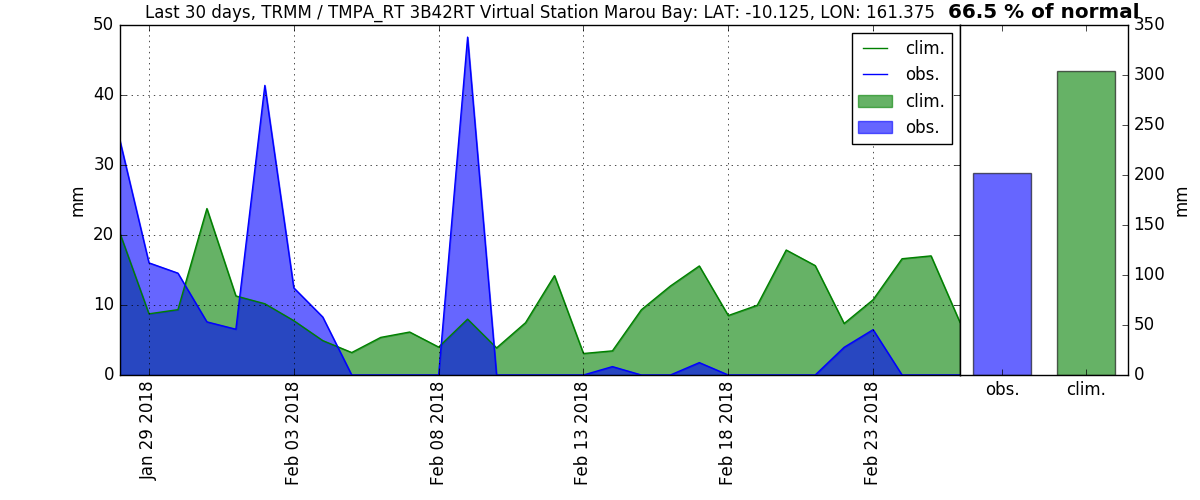 Last 30 days, TRMM / TMPA_RT 3B42RT Virtual Station Marou Bay: LAT: -10.125, LON: 161.375
66.5 % of normal
50
40
30
20
10
0
mm
clim.
obs.
clim.
obs.
Jan 29 2018
Feb 03 2018
Feb 08 2018
Feb 13 2018
Feb 18 2018
Feb 23 2018
350
300
250
200
150
100
50
0
mm
obs.
clim.